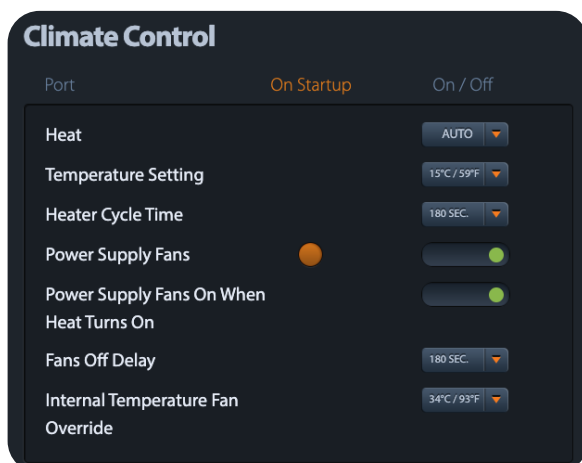 Climate Control
Port On Startup On / Off
Heat AUTO
Temperature Setting 15°C / 59°F
Heater Cycle Time 180 SEC.
Power Supply Fans
Power Supply Fans On When
Heat Turns On
Fans Off Delay 180 SEC.
Internal Temperature Fan 34°C / 93°F
Override